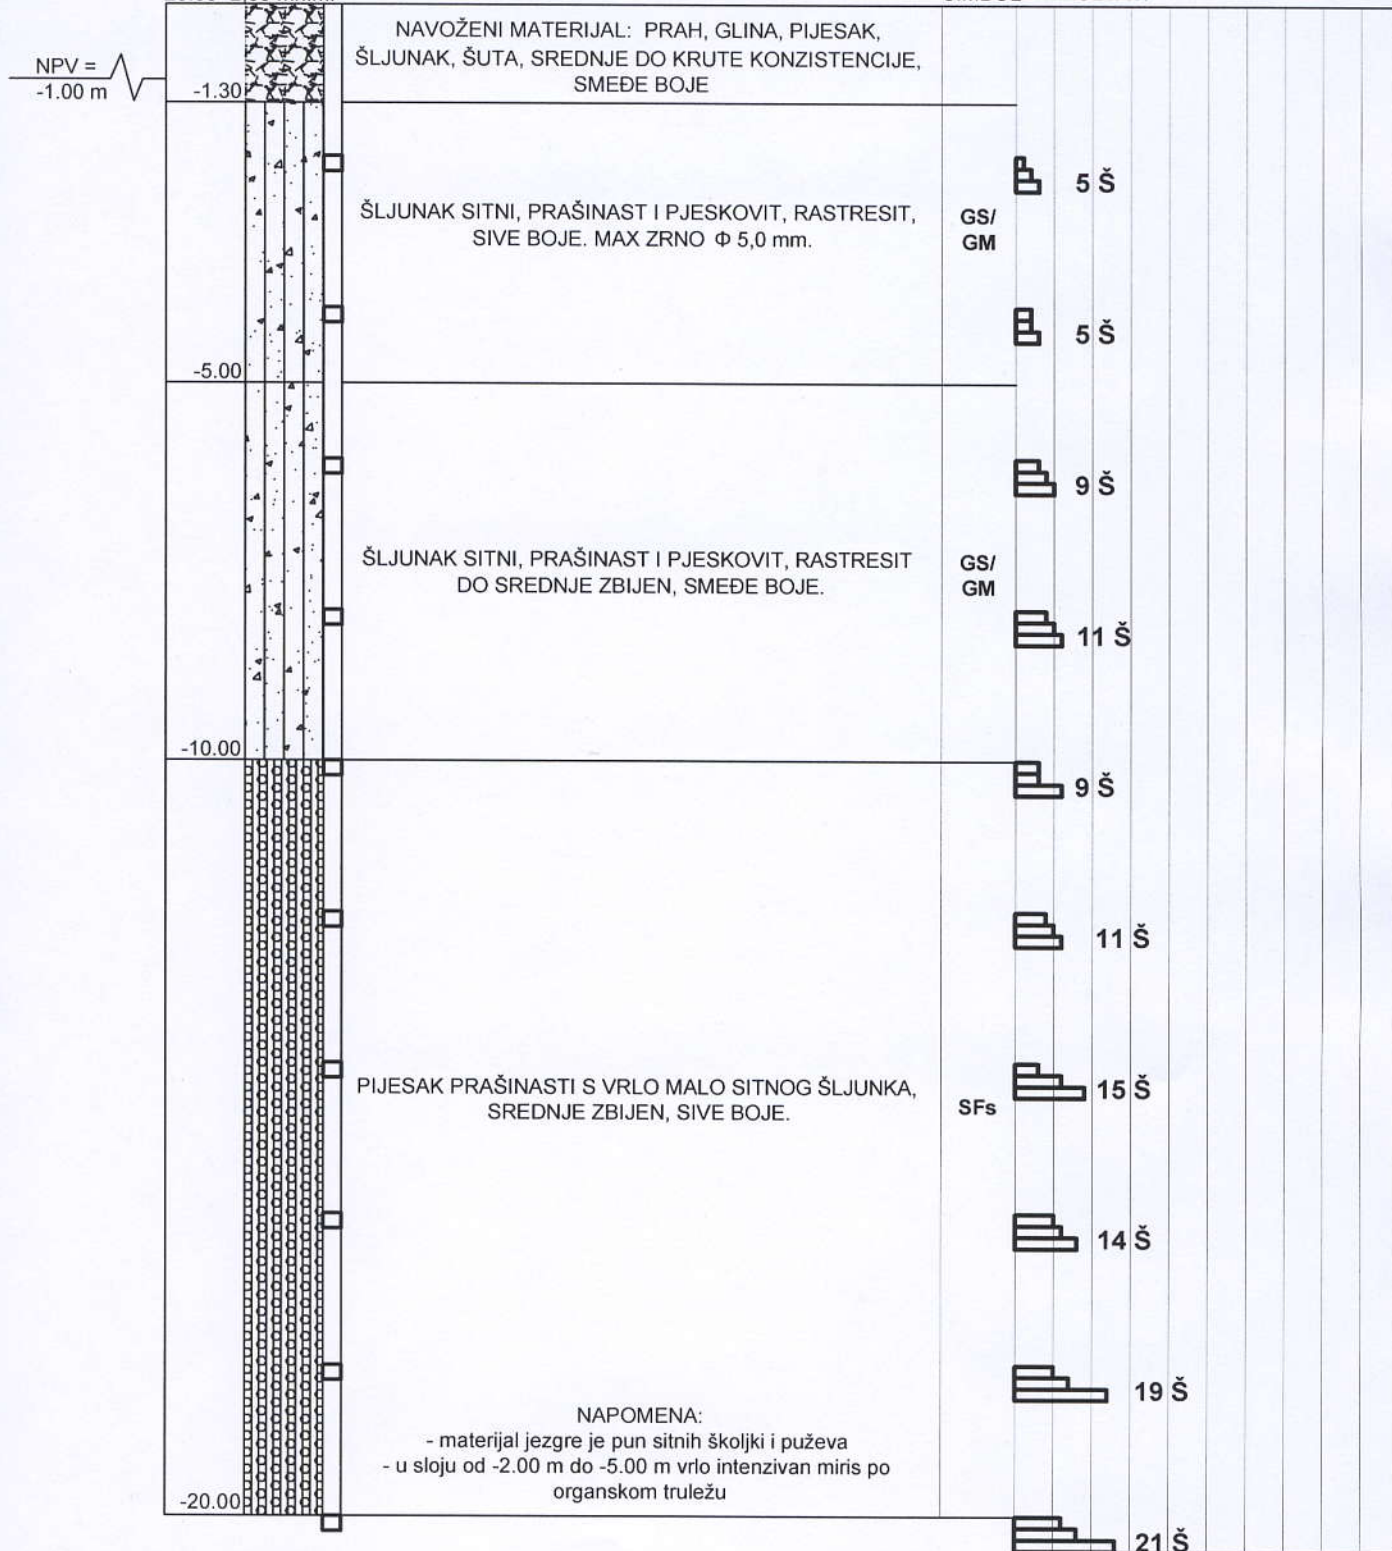 NAVOŽENI MATERIJAL: PRAH, GLINA, PIJESAK,
ŠLJUNAK, ŠUTA, SREDNJE DO KRUTE KONZISTENCIJE,
SMEĐE BOJE
NPV =
-1.00 m
-1.30
5 Š
ŠLJUNAK SITNI, PRAŠINAST I PJESKOVIT, RASTRESIT,
SIVE BOJE. MAX ZRNO Φ 5,0 mm.
GS/
GM
5 Š
-5.00
9 Š
ŠLJUNAK SITNI, PRAŠINAST I PJESKOVIT, RASTRESIT
DO SREDNJE ZBIJEN, SMEĐE BOJE.
GS/
GM
11 Š
-10.00
9 Š
11 Š
PIJESAK PRAŠINASTI S VRLO MALO SITNOG ŠLJUNKA,
SREDNJE ZBIJEN, SIVE BOJE.
SFs
15 Š
14 Š
19 Š
NAPOMENA:
- materijal jezgre je pun sitnih školjki i puževa
- u sloju od -2.00 m do -5.00 m vrlo intenzivan miris po
organskom truležu
-20.00
21 Š